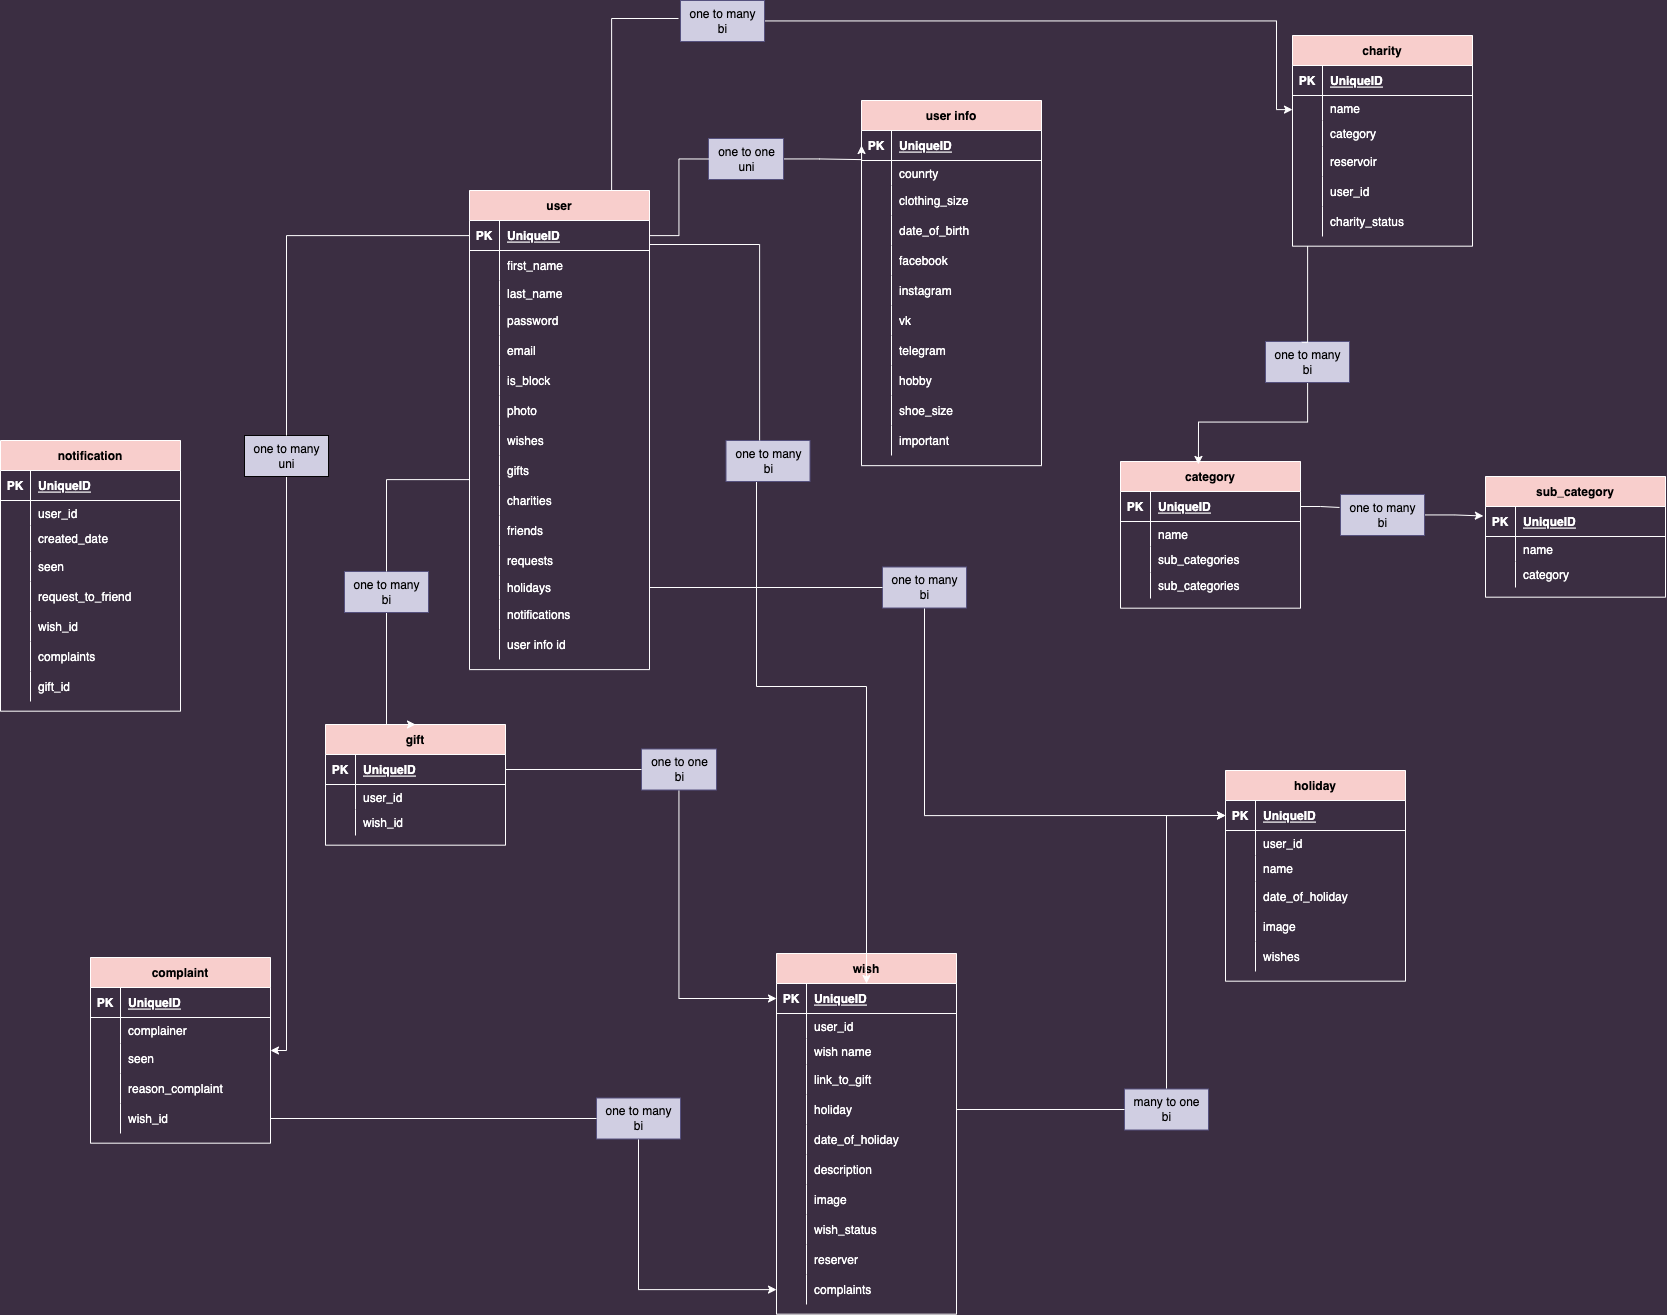 one to many
bi
charity
PK UniqueID
name
category
reservoir
user_id
charity_status
user info
PK UniqueID
counrty
clothing_size
date_of_birth
facebook
instagram
vk
telegram
hobby
shoe_size
important
one to one
uni
user
PK UniqueID
first_name
last_name
password
email
is_block
photo
wishes
gifts
charities
friends
requests
holidays
notifications
user info id
one to many
bi
one to many
uni
one to many
bi
notification
PK UniqueID
user_id
created_date
seen
request_to_friend
wish_id
complaints
gift_id
category
PK UniqueID
name
sub_categories
sub_categories
one to many
bi
sub_category
PK UniqueID
name
category
one to many
bi
one to many
bi
gift
PK UniqueID
user_id
wish_id
one to one
bi
holiday
PK UniqueID
user_id
name
date_of_holiday
image
wishes
complaint
PK UniqueID
complainer
seen
reason_complaint
wish_id
one to many
bi
wish
PK UniqueID
user_id
wish name
link_to_gift
holiday
date_of_holiday
description
image
wish_status
reserver
complaints
many to one
bi